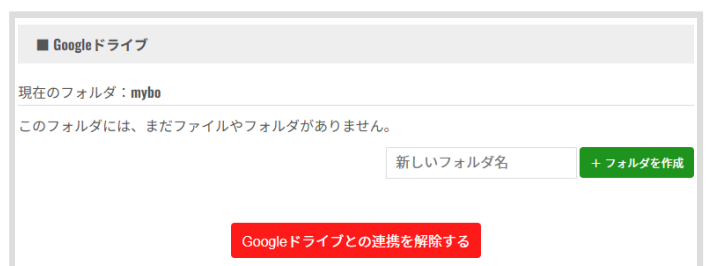 ■ Googleドライブ
現在のフォルダ：mybo
このフォルダには、まだファイルやフォルダがありません。
新しいフォルダ名
＋ フォルダを作成
Googleドライブとの連携を解除する